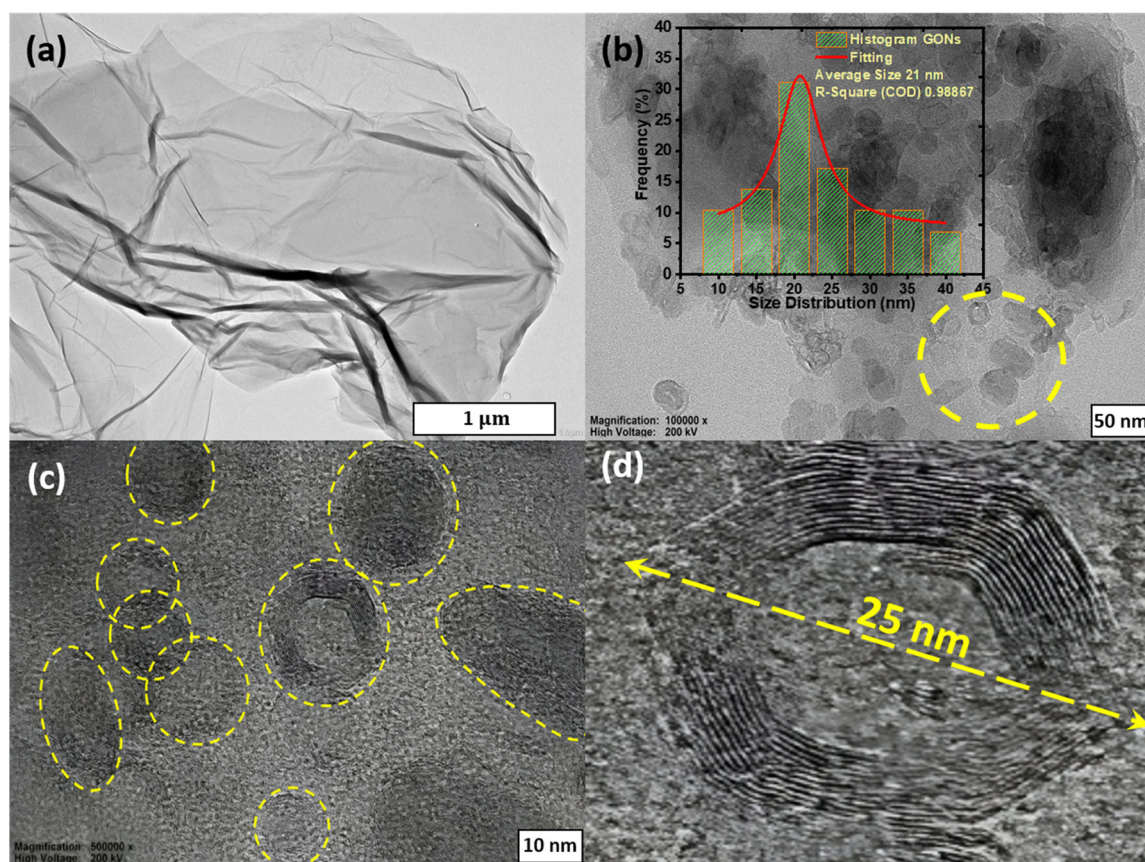 (a)
1 µm
(b)
Histogram GONs
Fitting
Average Size 21 nm
R-Square (COD) 0.98867
Frequency (%)
40
35
30
25
20
15
10
5
0
5 10 15 20 25 30 35 40 45
Size Distribution (nm)
Magnification: 100000 x
High Voltage: 200 kV
50 nm
(c)
Magnification: 500000 x
High Voltage: 200 kV
10 nm
(d)
25 nm